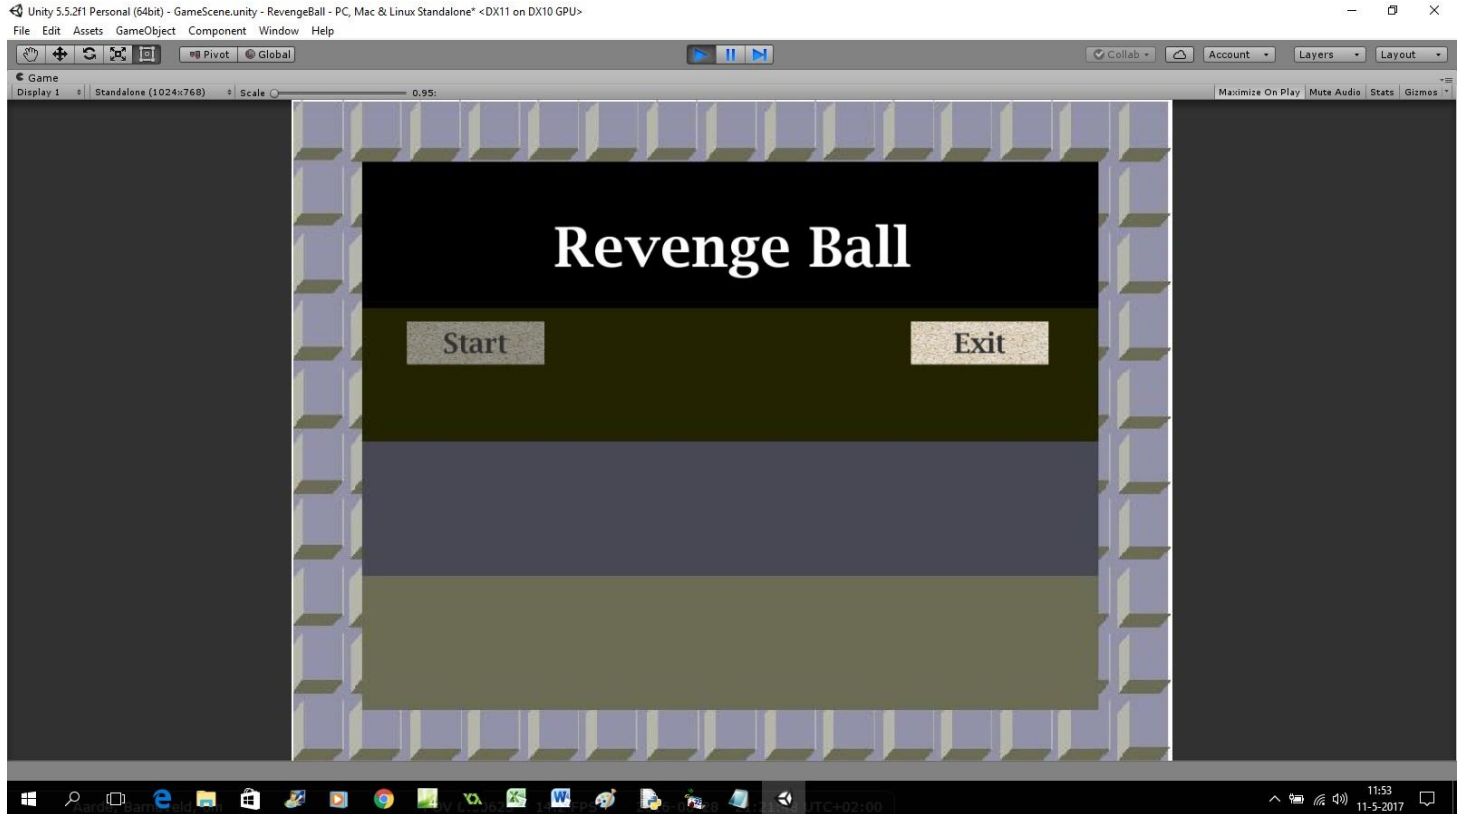 Unity 5.5.2f1 Personal (64bit) - GameScene.unity - RevengeBall - PC, Mac & Linux Standalone* <DX11 on DX10 GPU>
File Edit Assets GameObject Component Window Help
Pivot Global Collab Account Layers Layout
Game
Display 1 Standalone (1024x768) Scale 0.95: Maximize On Play Mute Audio Stats Gizmos
Revenge Ball
Start Exit
11:53
11-5-2017